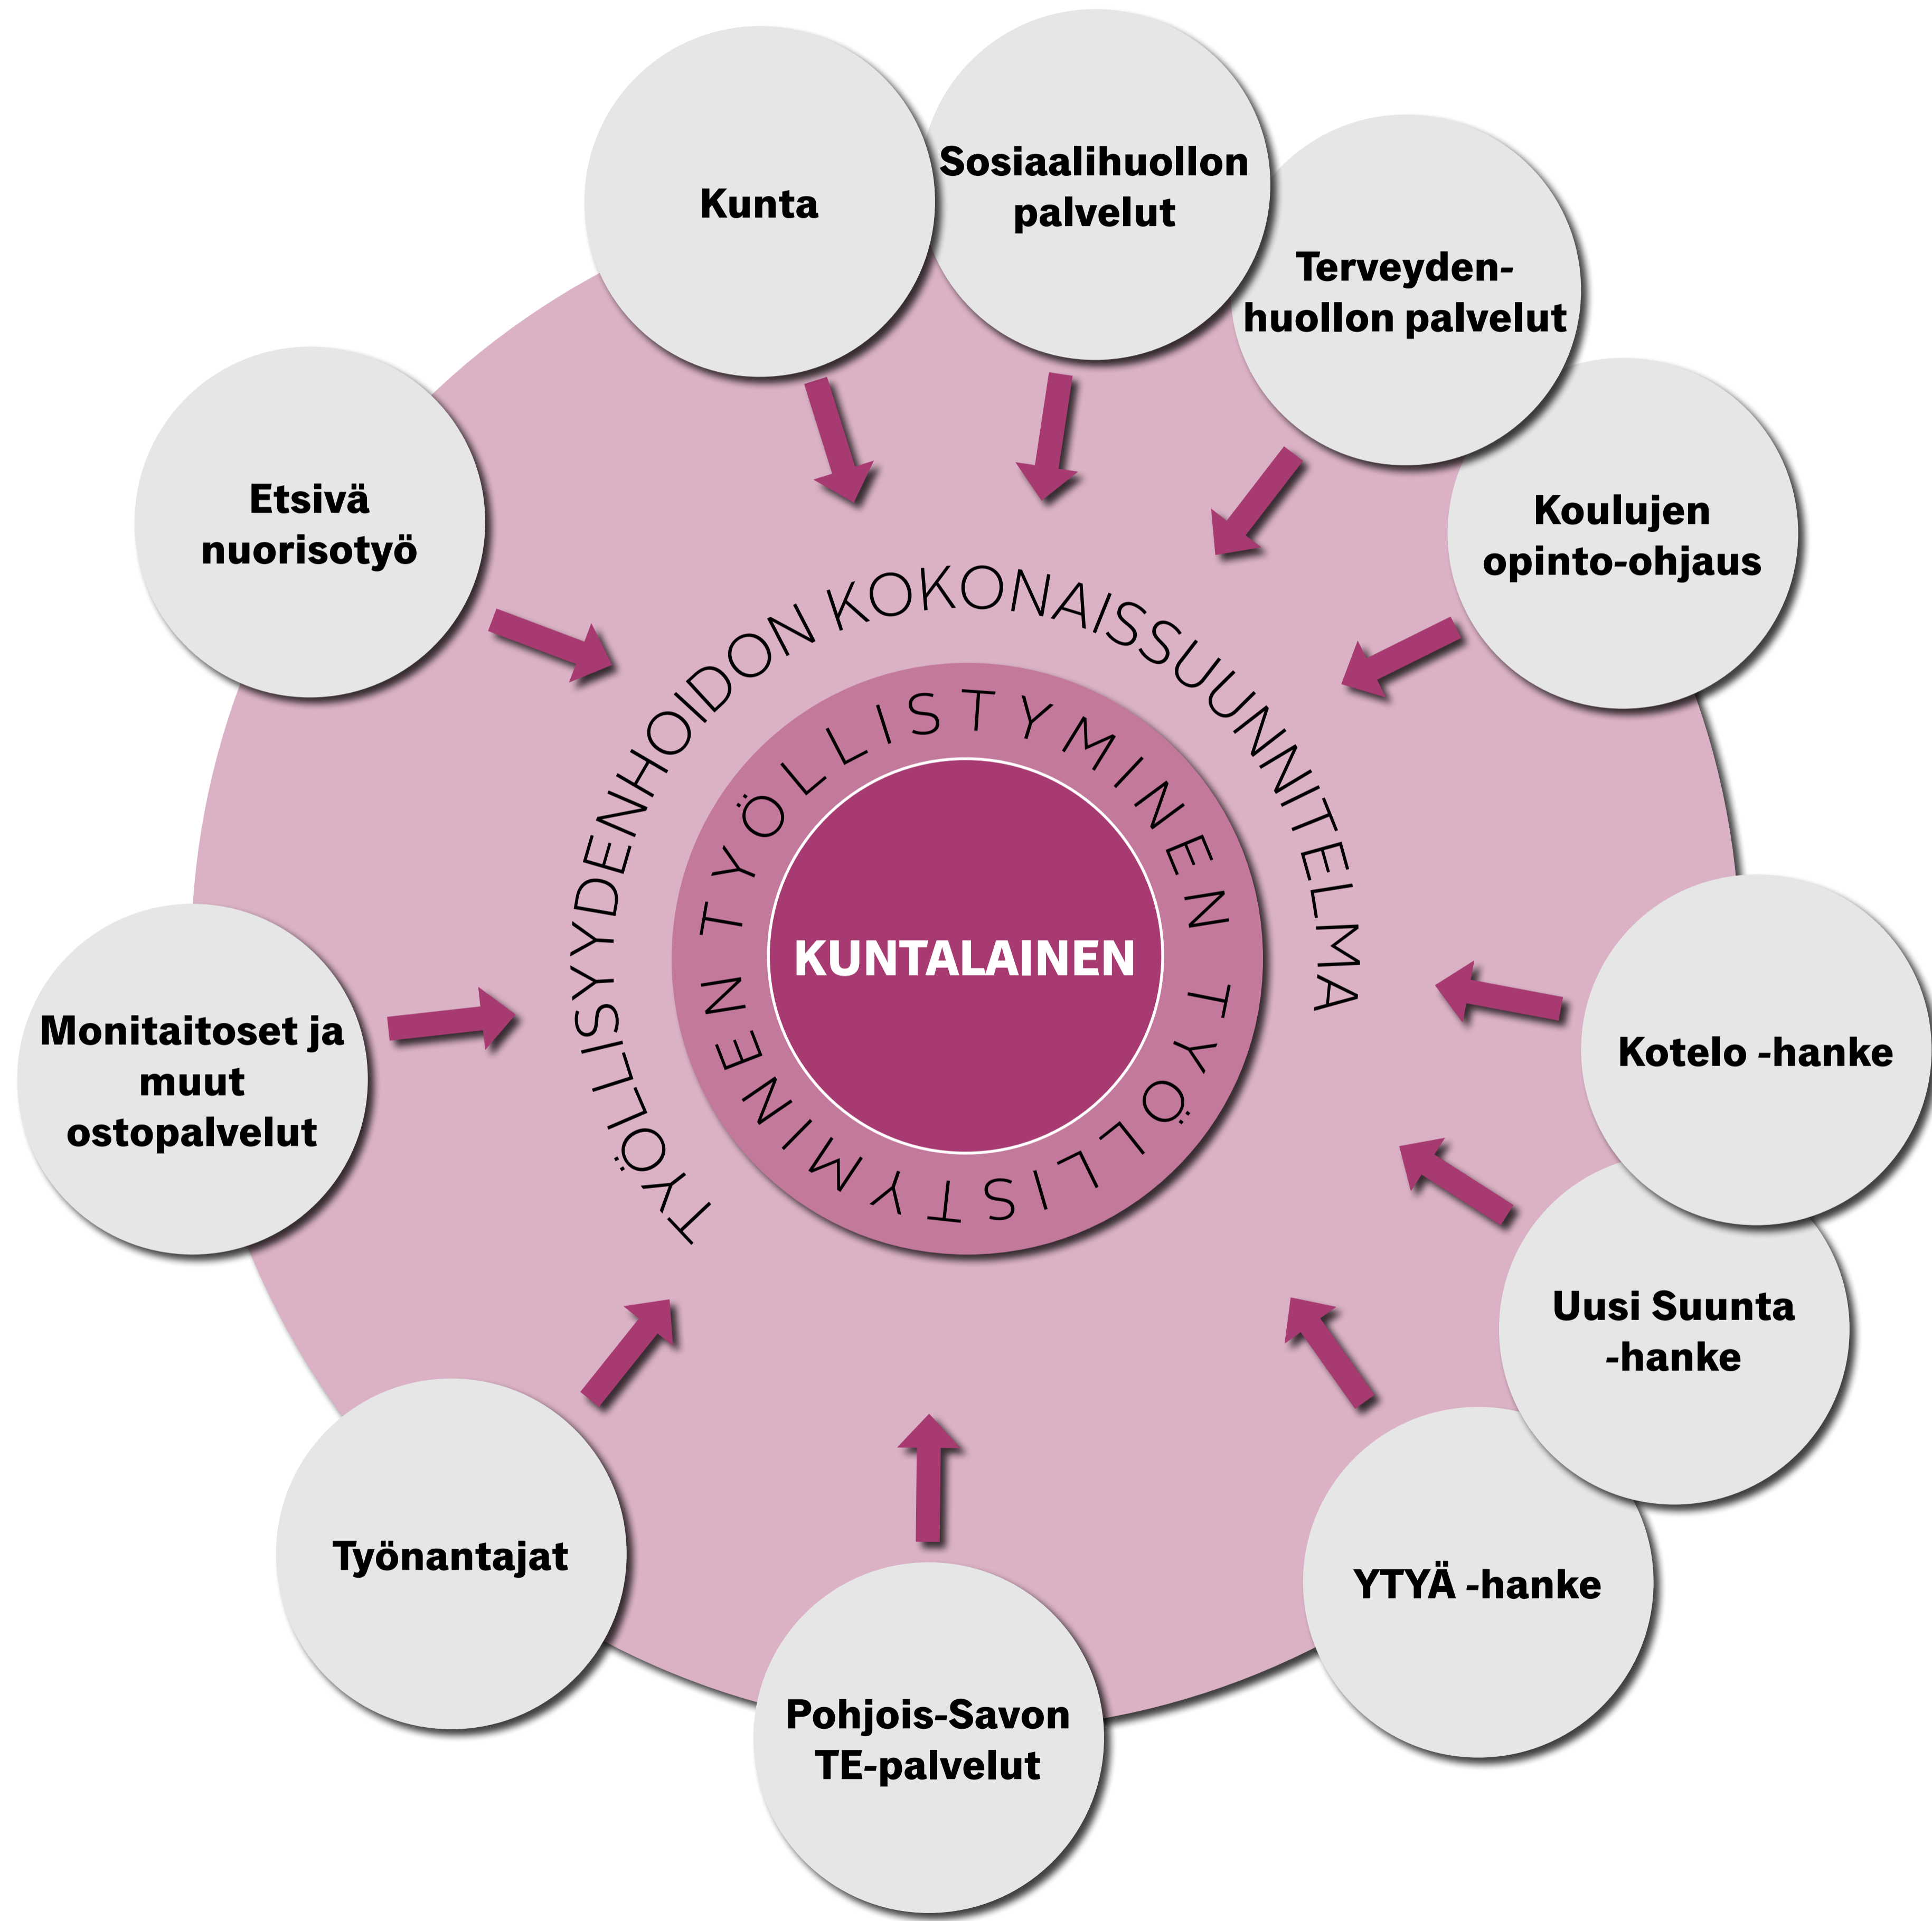 Kunta
Sosiaalihuollon
palvelut
Terveyden-
huollon palvelut
Koulujen
opinto-ohjaus
Kotelo -hanke
Uusi Suunta
-hanke
YTYÄ -hanke
Pohjois-Savon
TE-palvelut
Työnantajat
Monitaitoset ja
muut
ostopalvelut
Etsivä
nuorisotyö
TYÖLLISYYDENHOIDON KOKONAISSUUNNITELMA
TYÖLLISTYMINEN TYÖLLISTYMINEN
KUNTALAINEN